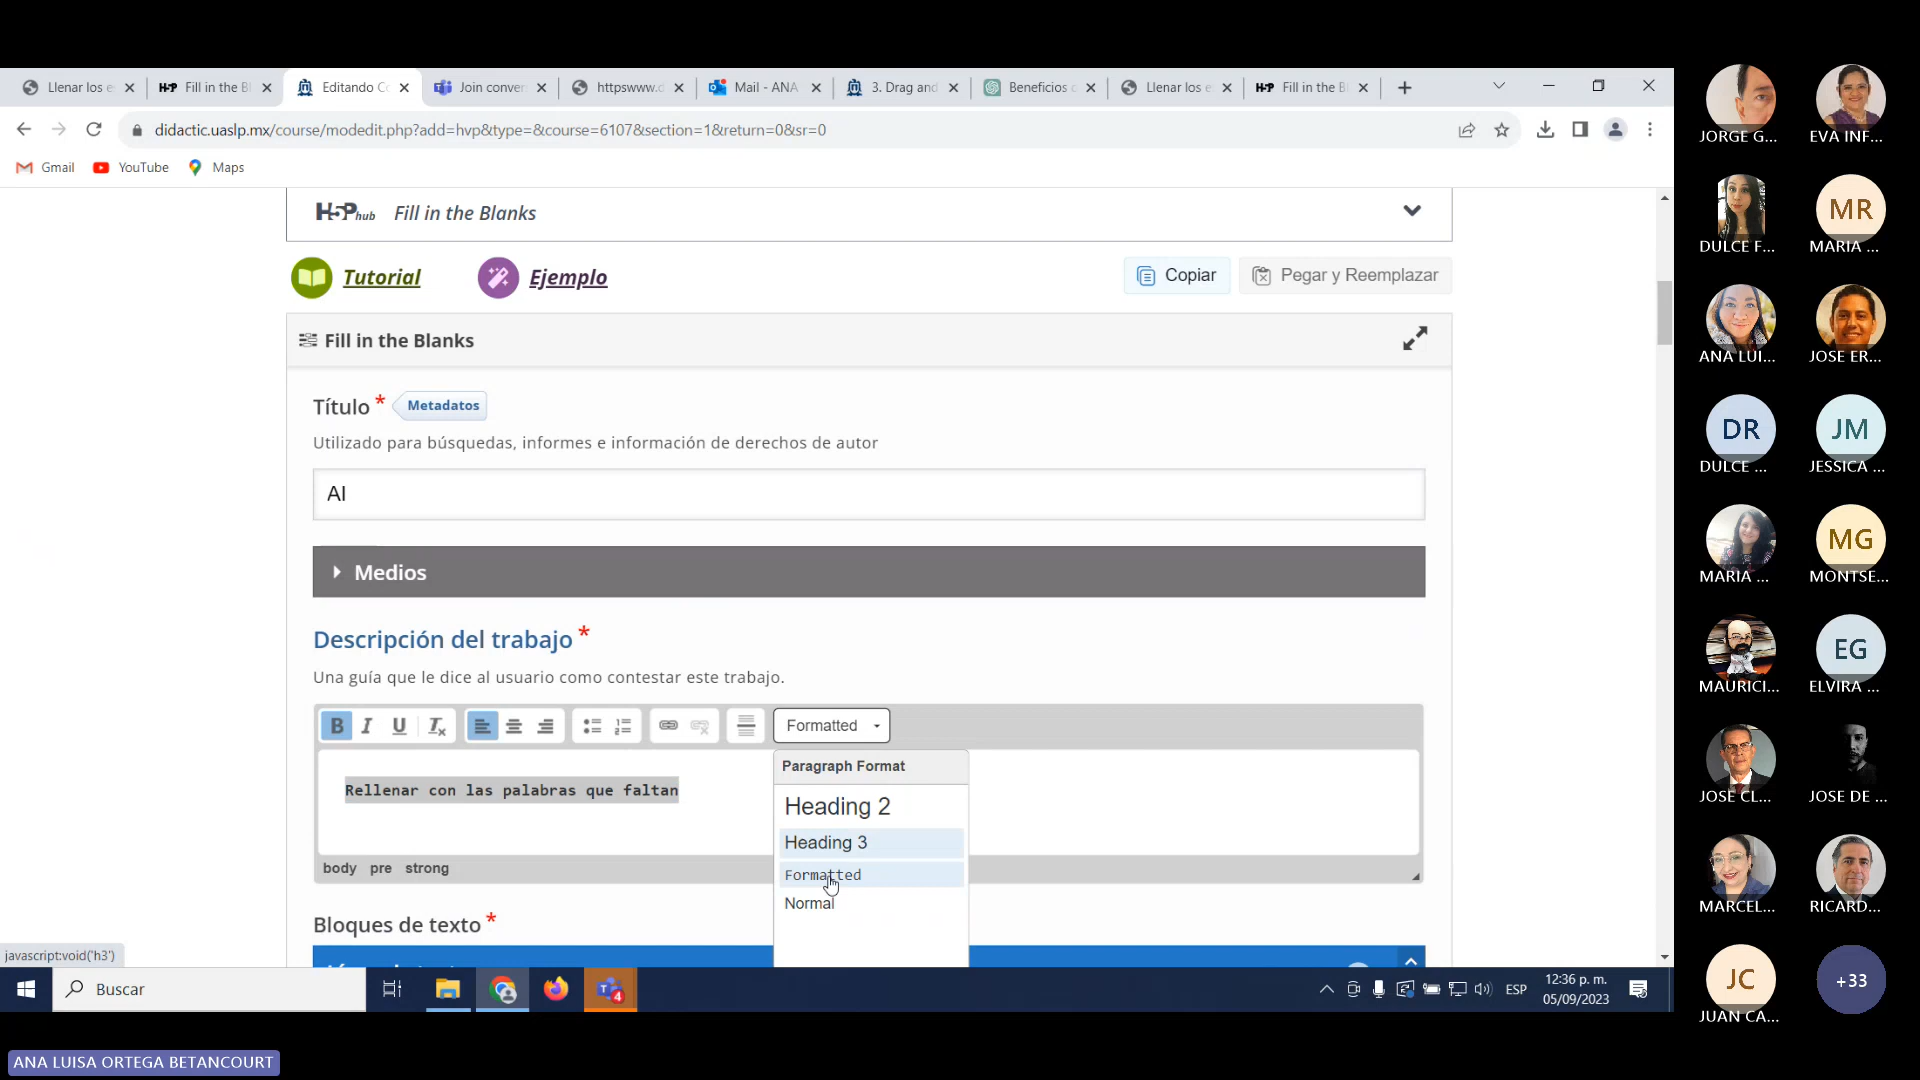 Llenar los e
H-P Fill in the Bl
Editando Co
Join conver
httpswww.d
Mail - ANA
3. Drag and
Beneficios c
Llenar los e
H-P Fill in the Bl
didactic.uaslp.mx/course/modedit.php?add=hvp&type=&course=6107&section=1&return=0&sr=0
Gmail YouTube Maps
H5P hub Fill in the Blanks
Tutorial Ejemplo Copiar Pegar y Reemplazar
Fill in the Blanks
Título * Metadatos
Utilizado para búsquedas, informes e información de derechos de autor
AI
Medios
Descripción del trabajo *
Una guía que le dice al usuario como contestar este trabajo.
B I U Tx Formatted
Paragraph Format
Rellenar con las palabras que faltan
Heading 2
Heading 3
Formatted
Normal
body pre strong
Bloques de texto *
javascript:void('h3')
Buscar
4
ESP
12:36 p. m.
05/09/2023
ANA LUISA ORTEGA BETANCOURT
JORGE G...
EVA INF...
DULCE F...
MR
MARIA ...
ANA LUI...
JOSE ER...
DR
DULCE ...
JM
JESSICA ...
MARIA ...
MG
MONTSE...
MAURICI...
EG
ELVIRA ...
JOSE CL...
JOSE DE ...
MARCEL...
RICARD...
JC
JUAN CA...
+33